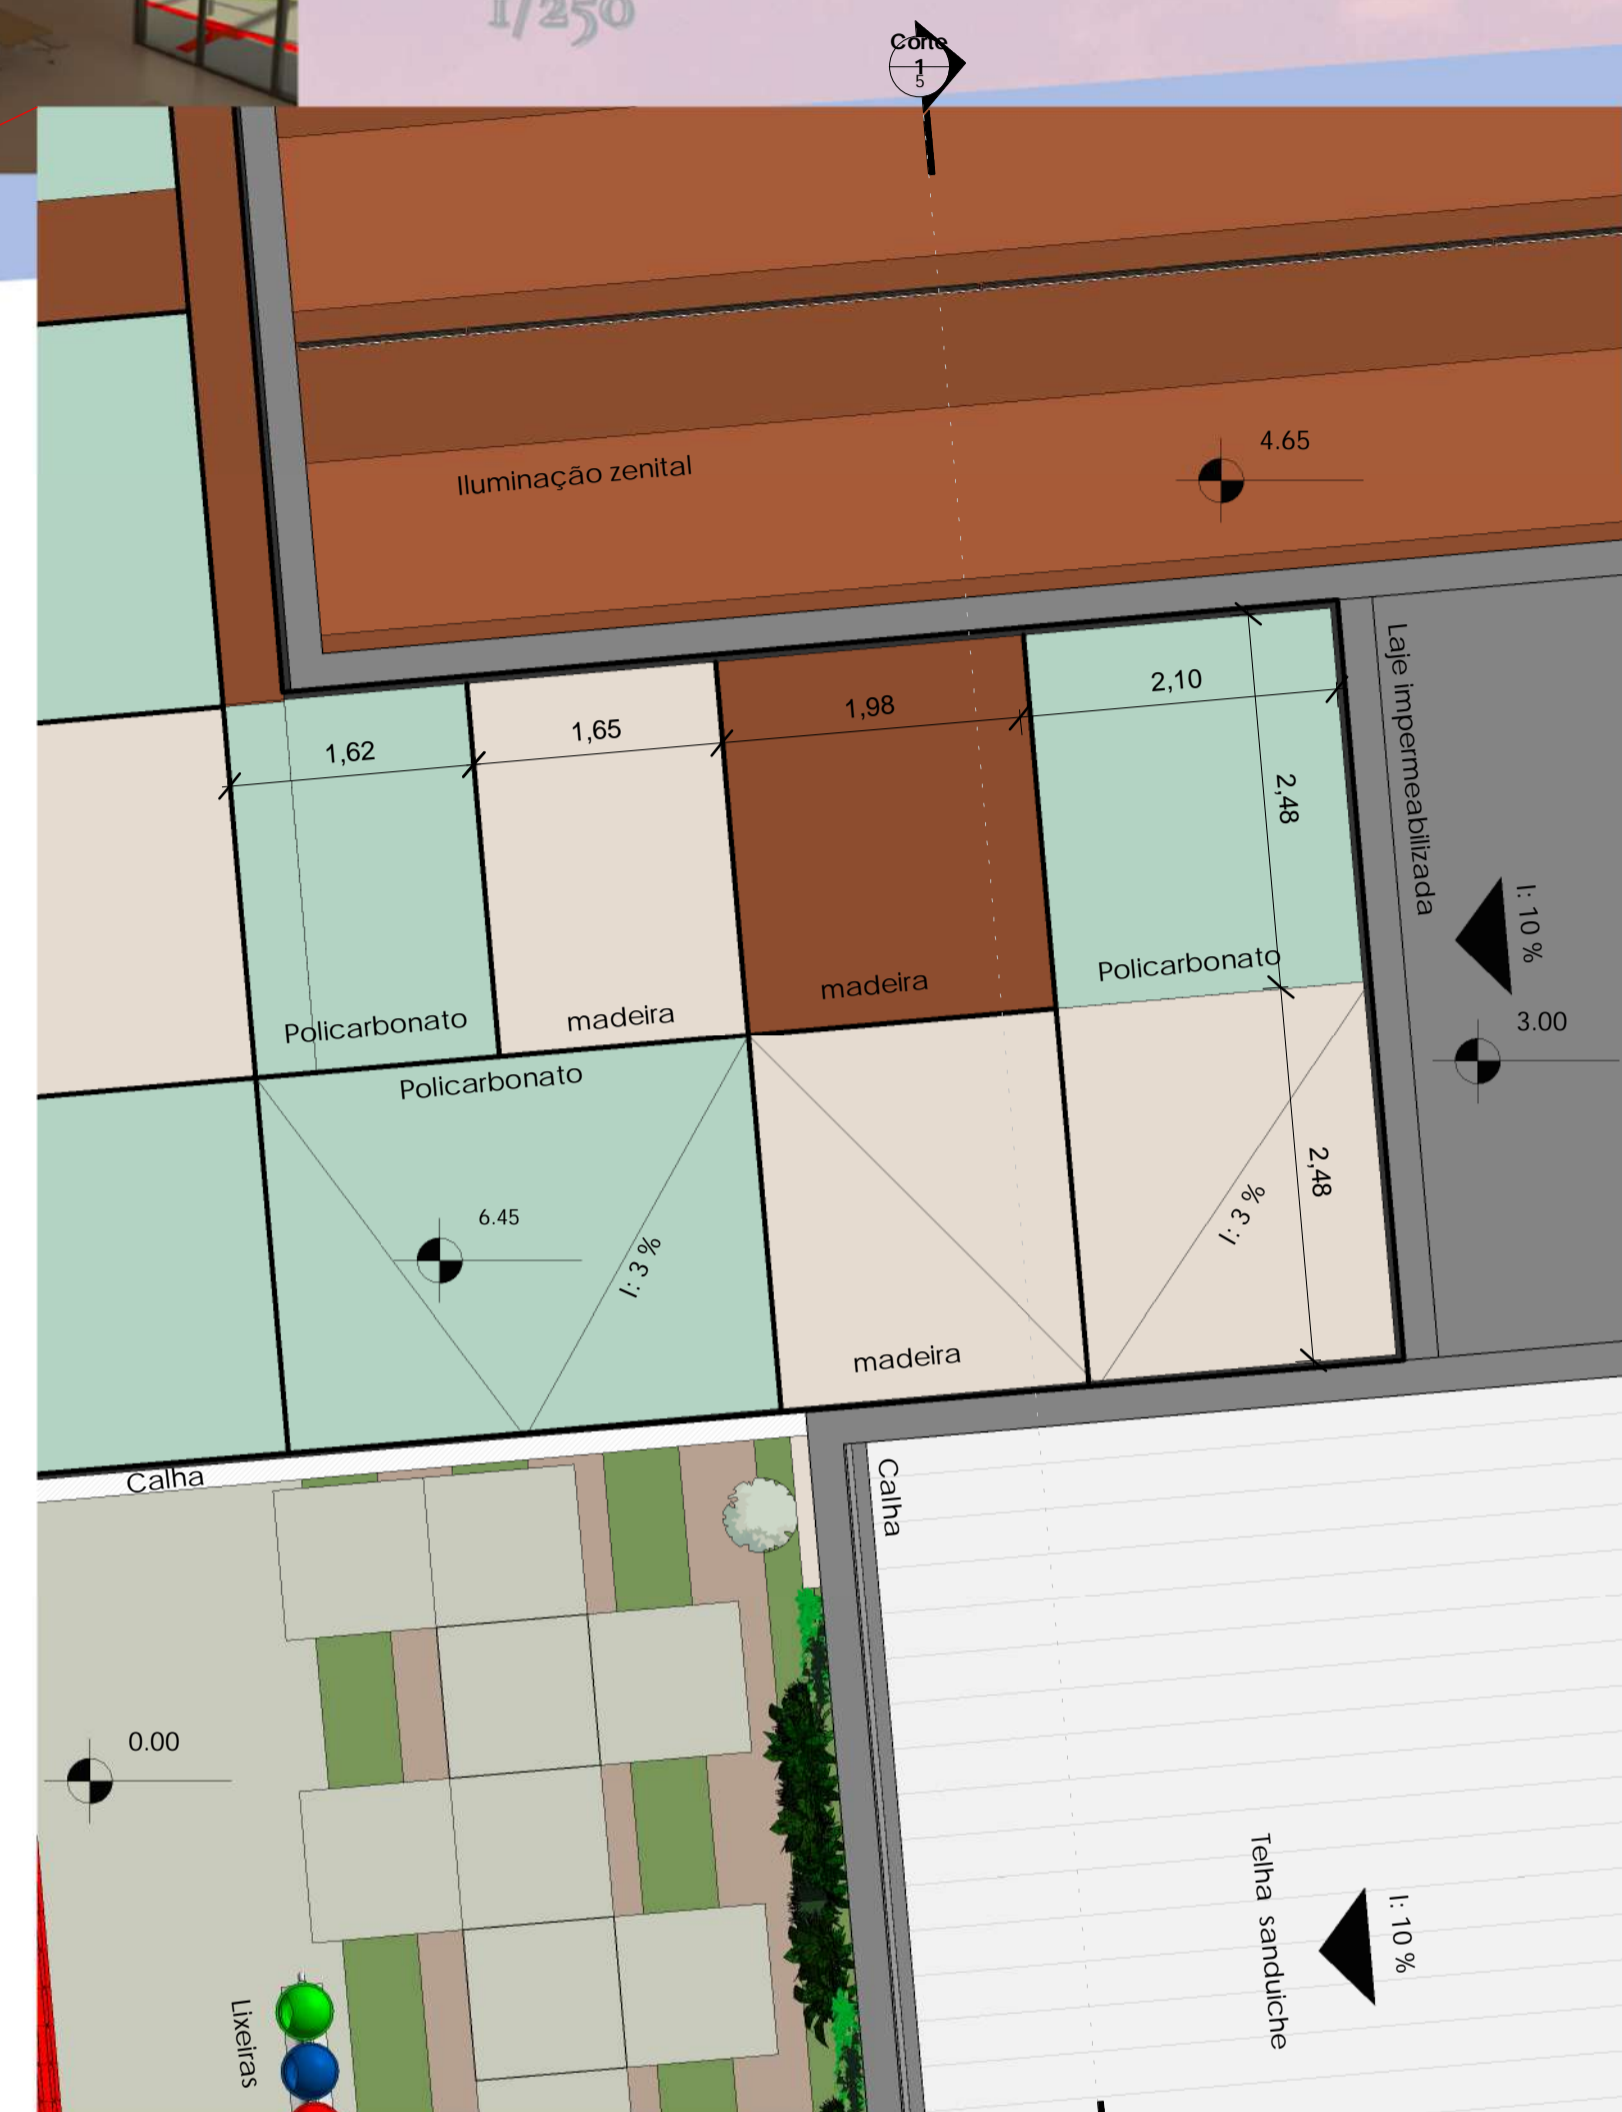 1/250
Corte
1
5
4.65
Iluminação zenital
Laje impermeabilizada
2,10
1,98
1,65
1,62
2,48
I: 10 %
Policarbonato
madeira
madeira
Policarbonato
3.00
Policarbonato
2,48
I: 3 %
6.45
I: 3 %
madeira
Calha
Calha
0.00
Telha sanduiche
I: 10 %
Lixeiras